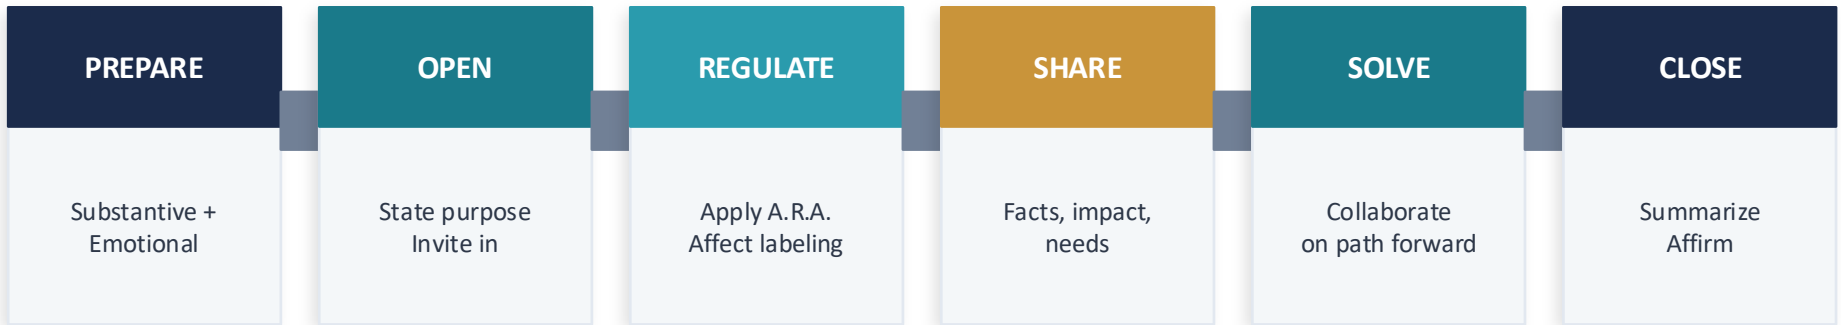 PREPARE
Substantive +
Emotional
OPEN
State purpose
Invite in
REGULATE
Apply A.R.A.
Affect labeling
SHARE
Facts, impact,
needs
SOLVE
Collaborate
on path forward
CLOSE
Summarize
Affirm